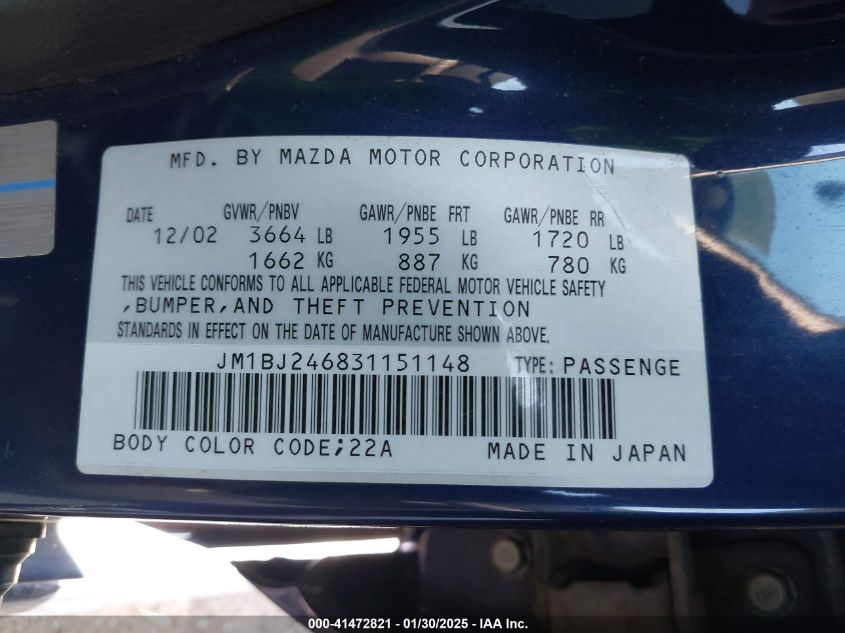 MFD. BY MAZDA MOTOR CORPORATION
DATE GVWR/PNBV GAWR/PNBE FRT GAWR/PNBE RR
12/02 3664 LB 1955 LB 1720 LB
1662 KG 887 KG 780 KG
THIS VEHICLE CONFORMS TO ALL APPLICABLE FEDERAL MOTOR VEHICLE SAFETY
,BUMPER,AND THEFT PREVENTION
STANDARDS IN EFFECT ON THE DATE OF MANUFACTURE SHOWN ABOVE.
JM1BJ246831151148 TYPE: PASSENGE
BODY COLOR CODE;22A MADE IN JAPAN
000-41472821 - 01/30/2025 - IAA Inc.